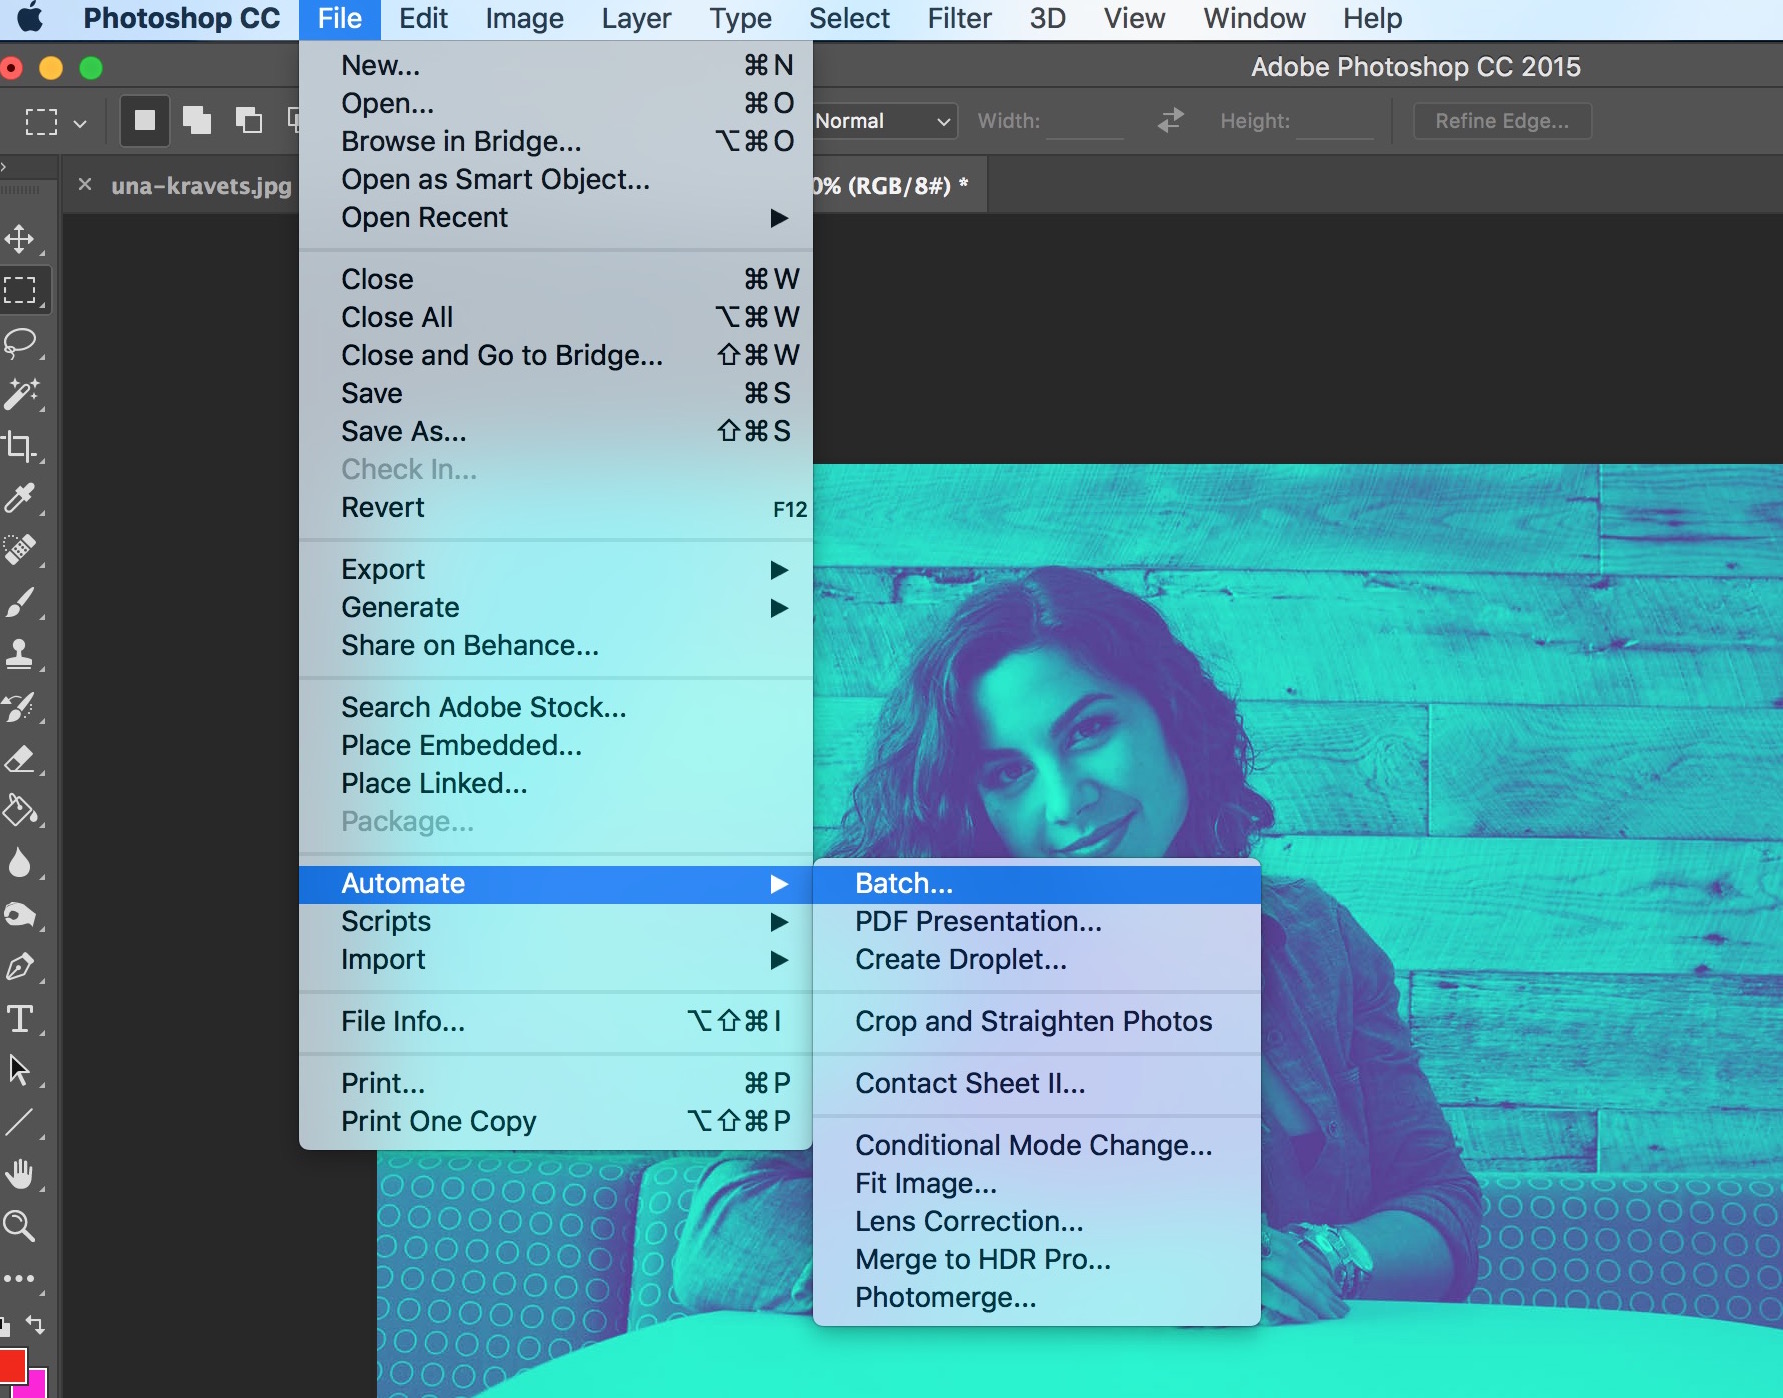 Photoshop CC File Edit Image Layer Type Select Filter 3D View Window Help
Adobe Photoshop CC 2015
Normal Width: Height: Refine Edge...
una-kravets.jpg 0% (RGB/8#) *
New... ⌘N
Open... ⌘O
Browse in Bridge... ⌥⌘O
Open as Smart Object...
Open Recent
Close ⌘W
Close All ⌥⌘W
Close and Go to Bridge... ⇧⌘W
Save ⌘S
Save As... ⇧⌘S
Check In...
Revert F12
Export
Generate
Share on Behance...
Search Adobe Stock...
Place Embedded...
Place Linked...
Package...
Automate
Scripts
Import
File Info... ⌥⇧⌘I
Print... ⌘P
Print One Copy ⌥⇧⌘P
Batch...
PDF Presentation...
Create Droplet...
Crop and Straighten Photos
Contact Sheet II...
Conditional Mode Change...
Fit Image...
Lens Correction...
Merge to HDR Pro...
Photomerge...